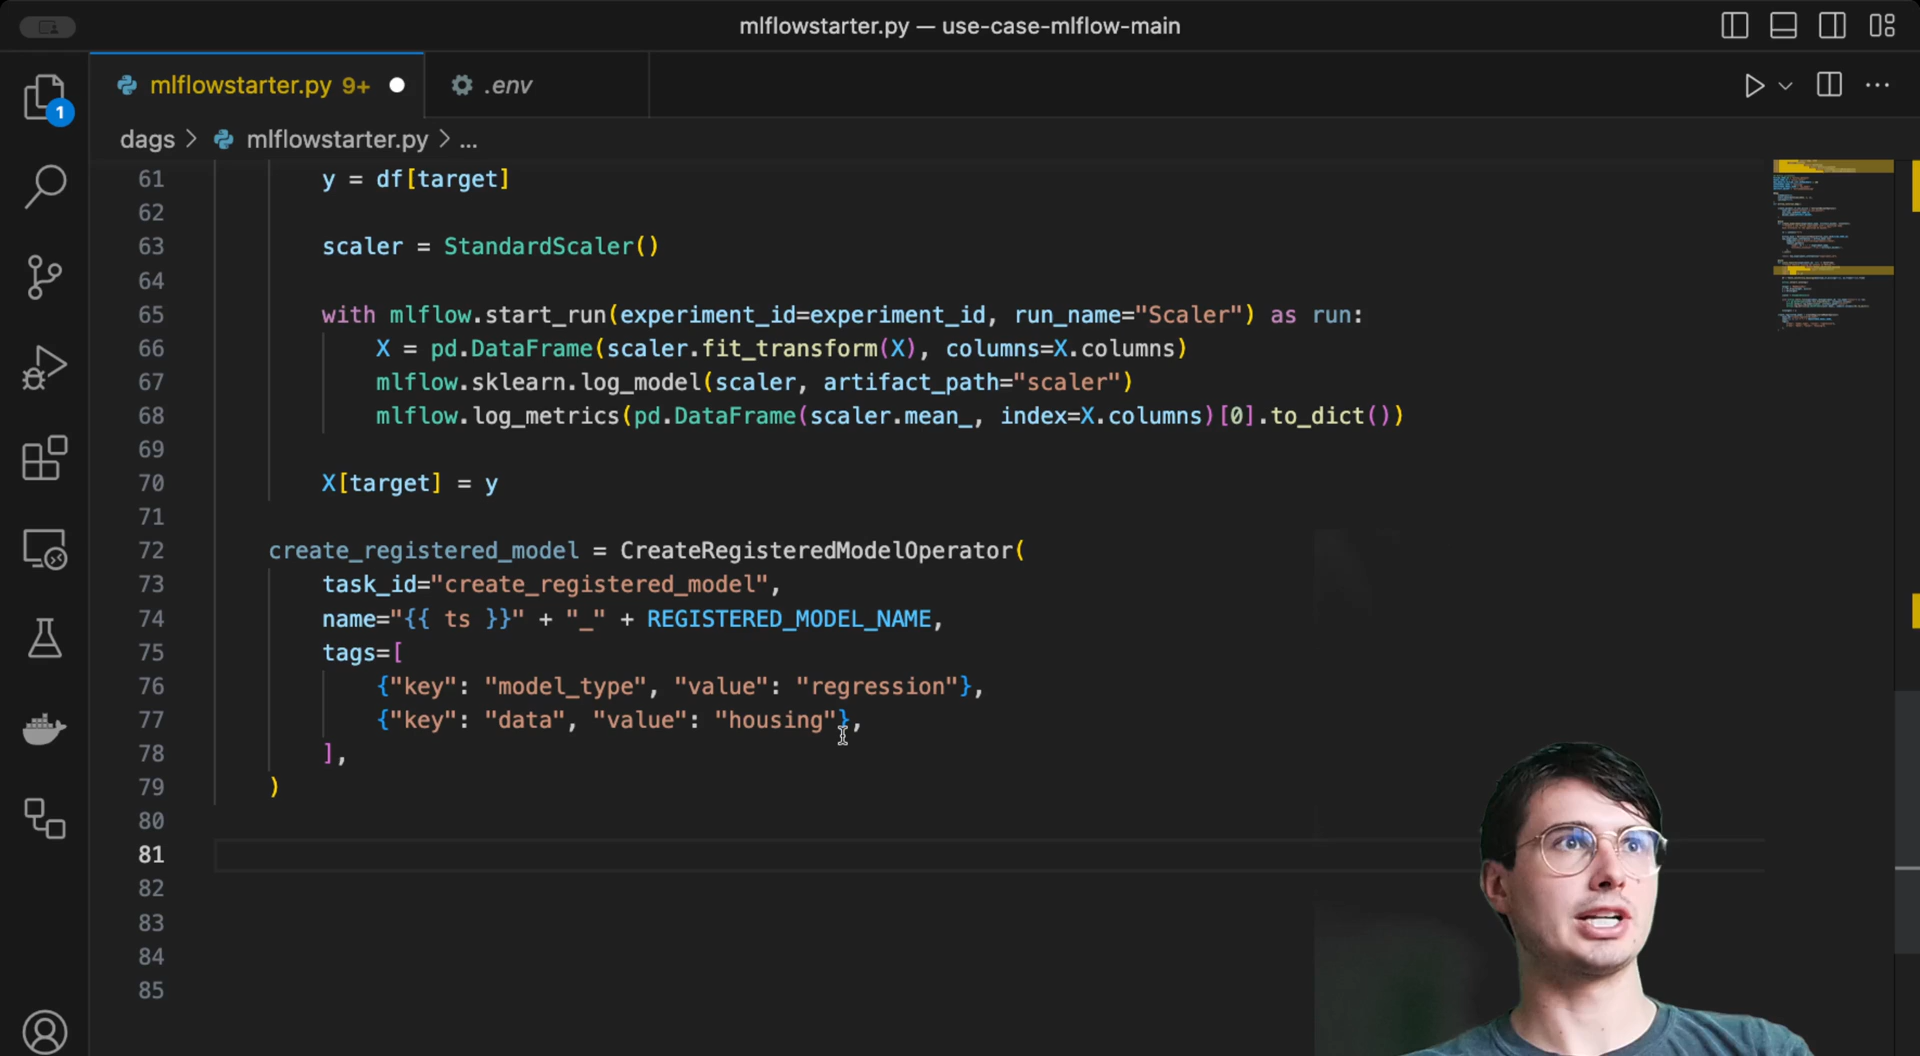 mlflowstarter.py — use-case-mlflow-main
mlflowstarter.py 9+
.env
1
dags > mlflowstarter.py > ...
61 y = df[target]
62
63 scaler = StandardScaler()
64
65 with mlflow.start_run(experiment_id=experiment_id, run_name="Scaler") as run:
66 X = pd.DataFrame(scaler.fit_transform(X), columns=X.columns)
67 mlflow.sklearn.log_model(scaler, artifact_path="scaler")
68 mlflow.log_metrics(pd.DataFrame(scaler.mean_, index=X.columns)[0].to_dict())
69
70 X[target] = y
71
72 create_registered_model = CreateRegisteredModelOperator(
73 task_id="create_registered_model",
74 name="{{ ts }}" + "_" + REGISTERED_MODEL_NAME,
75 tags=[
76 {"key": "model_type", "value": "regression"},
77 {"key": "data", "value": "housing"},
78 ],
79 )
80
81
82
83
84
85